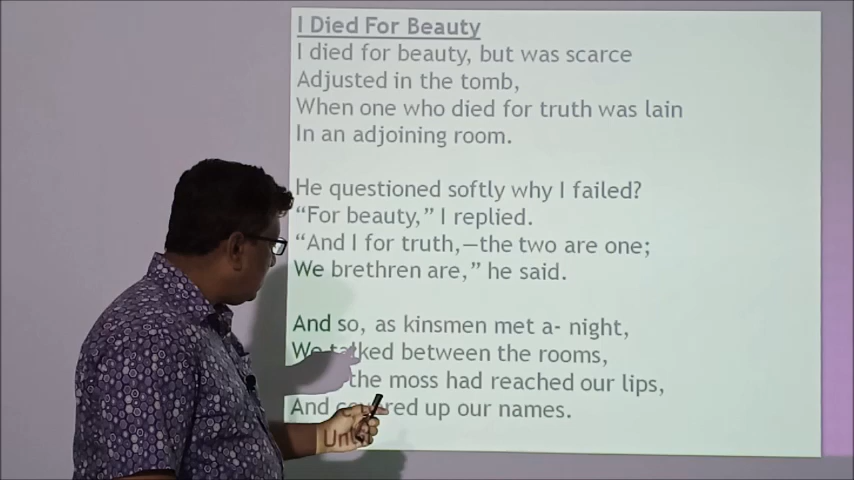 I Died For Beauty
I died for beauty, but was scarce
Adjusted in the tomb,
When one who died for truth was lain
In an adjoining room.
He questioned softly why I failed?
“For beauty,” I replied.
“And I for truth,—the two are one;
We brethren are,” he said.
And so, as kinsmen met a- night,
We talked between the rooms,
Until the moss had reached our lips,
And covered up our names.